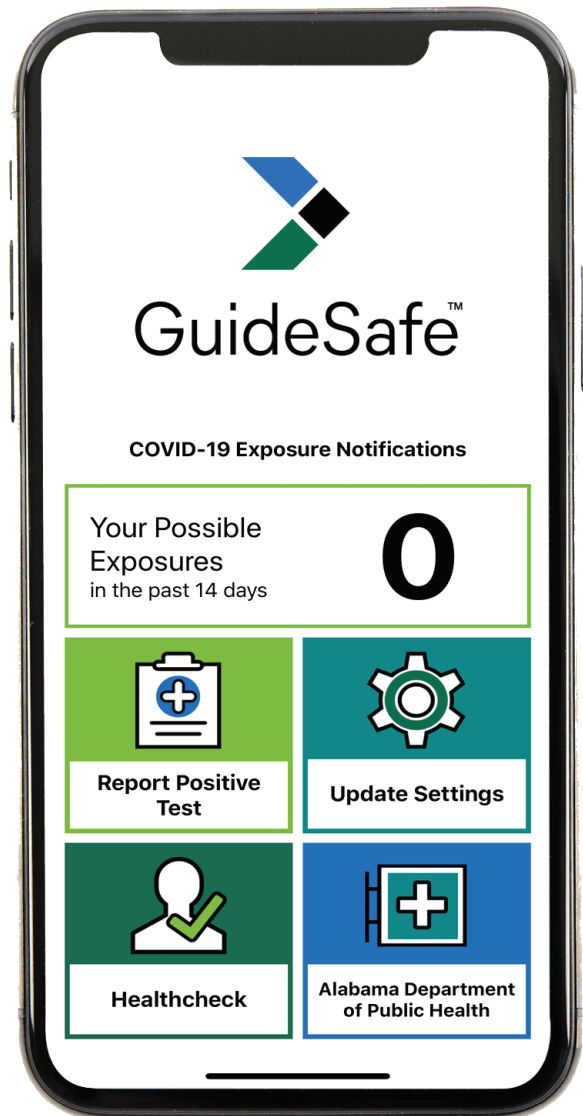 GuideSafe™
COVID-19 Exposure Notifications
Your Possible
Exposures
in the past 14 days
0
Report Positive
Test
Update Settings
Healthcheck
Alabama Department
of Public Health